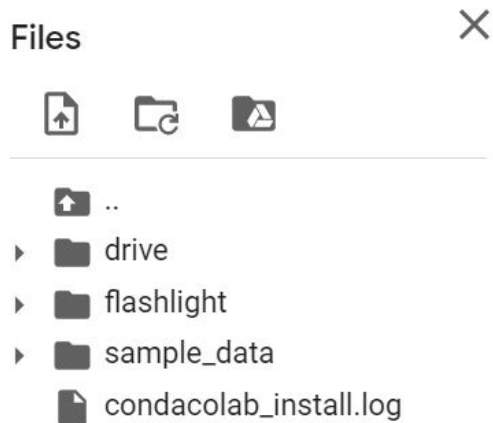 Files
..
drive
flashlight
sample_data
condacolab_install.log